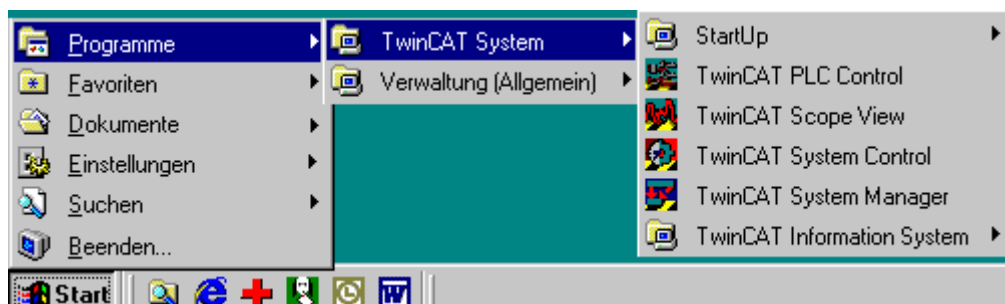 Programme
Favoriten
Dokumente
Einstellungen
Suchen
Beenden...
TwinCAT System
Verwaltung (Allgemein)
StartUp
TwinCAT PLC Control
TwinCAT Scope View
TwinCAT System Control
TwinCAT System Manager
TwinCAT Information System
Start
W